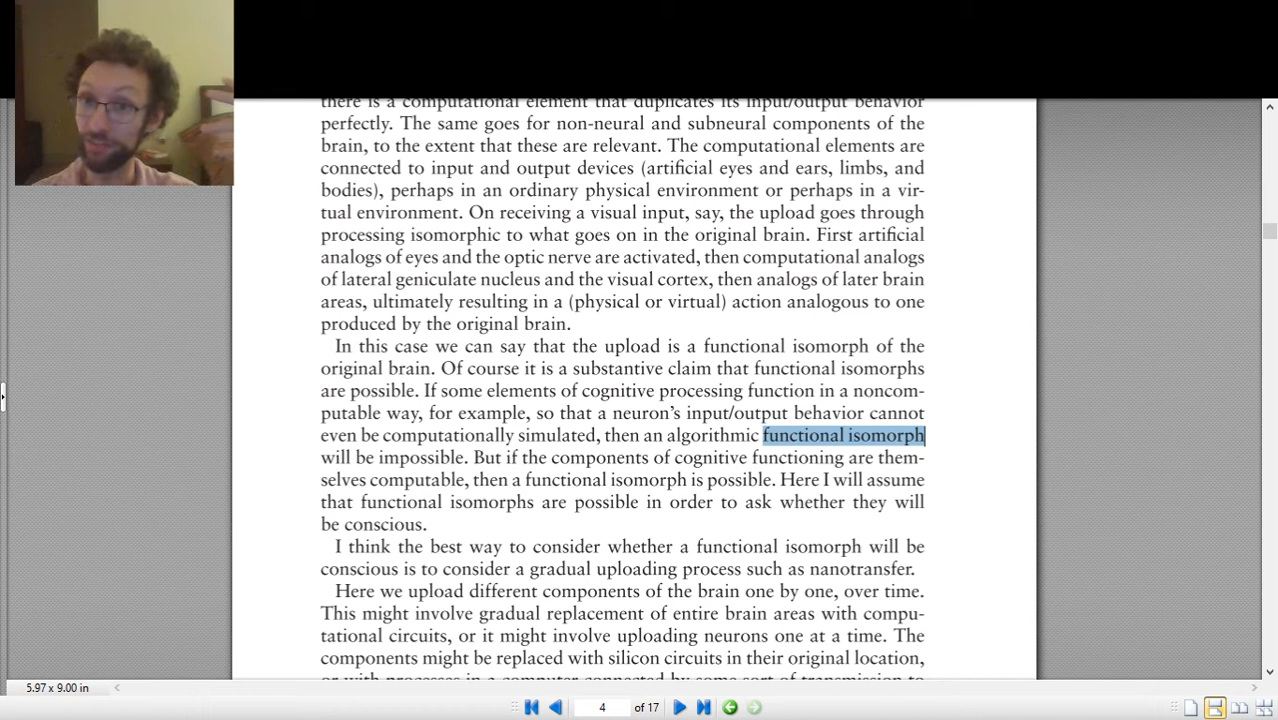 there is a computational element that duplicates its input/output behavior
perfectly. The same goes for non-neural and subneural components of the
brain, to the extent that these are relevant. The computational elements are
connected to input and output devices (artificial eyes and ears, limbs, and
bodies), perhaps in an ordinary physical environment or perhaps in a vir-
tual environment. On receiving a visual input, say, the upload goes through
processing isomorphic to what goes on in the original brain. First artificial
analogs of eyes and the optic nerve are activated, then computational analogs
of lateral geniculate nucleus and the visual cortex, then analogs of later brain
areas, ultimately resulting in a (physical or virtual) action analogous to one
produced by the original brain.
In this case we can say that the upload is a functional isomorph of the
original brain. Of course it is a substantive claim that functional isomorphs
are possible. If some elements of cognitive processing function in a noncom-
putable way, for example, so that a neuron’s input/output behavior cannot
even be computationally simulated, then an algorithmic functional isomorph
will be impossible. But if the components of cognitive functioning are them-
selves computable, then a functional isomorph is possible. Here I will assume
that functional isomorphs are possible in order to ask whether they will
be conscious.
I think the best way to consider whether a functional isomorph will be
conscious is to consider a gradual uploading process such as nanotransfer.
Here we upload different components of the brain one by one, over time.
This might involve gradual replacement of entire brain areas with compu-
tational circuits, or it might involve uploading neurons one at a time. The
components might be replaced with silicon circuits in their original location,
or with processes in a computer connected by some sort of transmission to
5.97 x 9.00 in
4 of 17